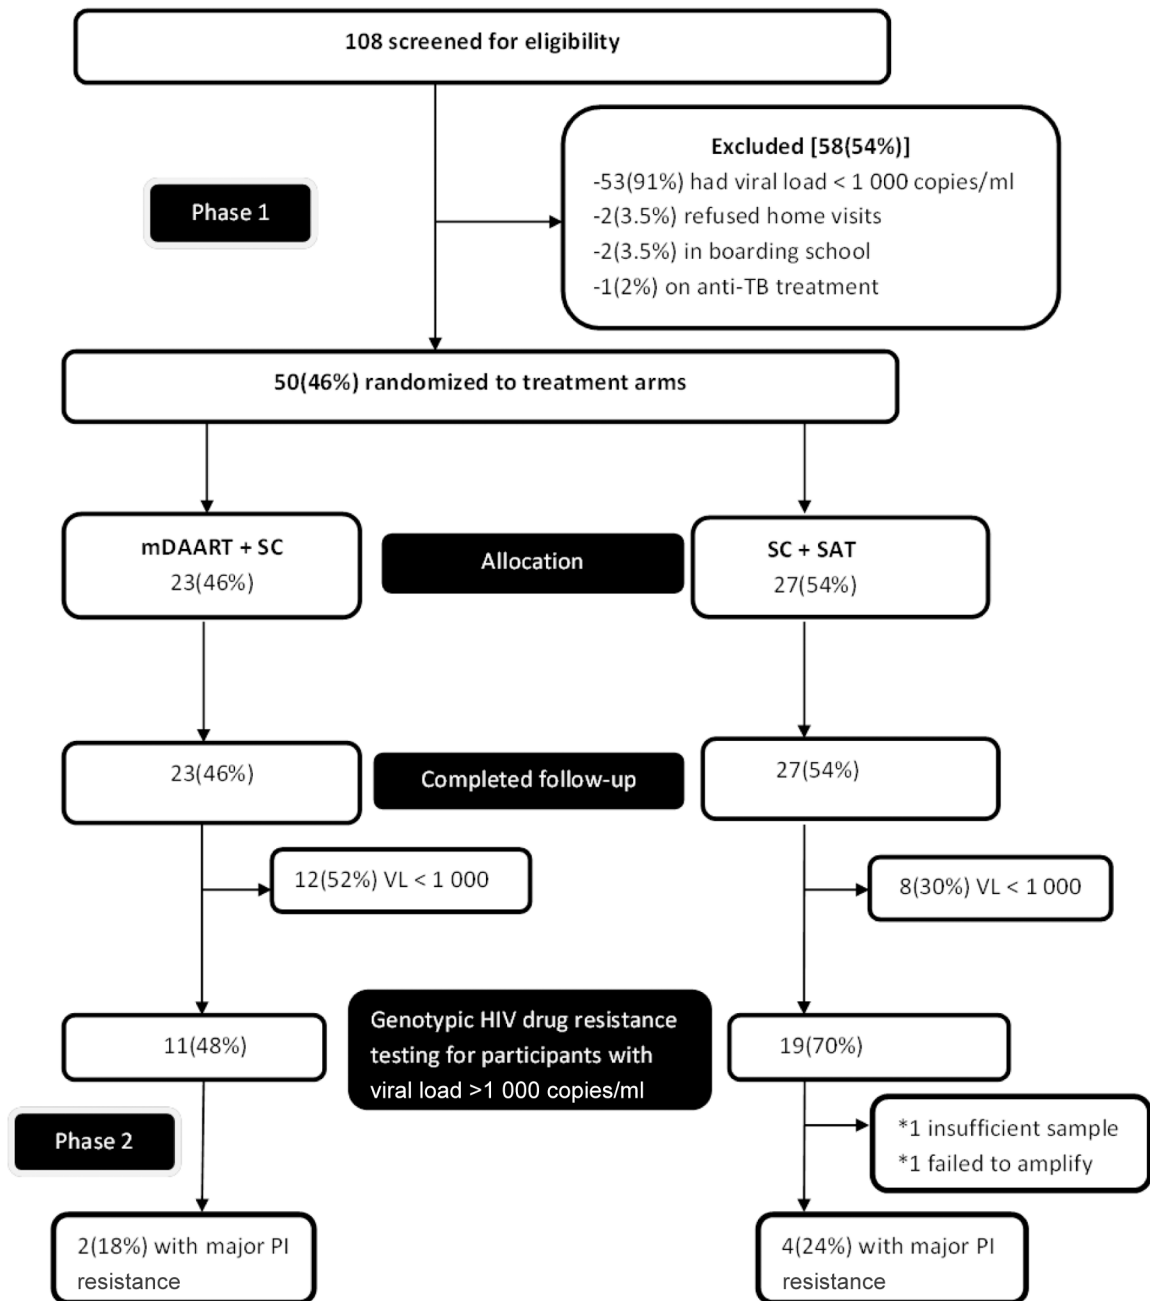 108 screened for eligibility
Excluded [58(54%)]
-53(91%) had viral load < 1 000 copies/ml
-2(3.5%) refused home visits
-2(3.5%) in boarding school
-1(2%) on anti-TB treatment
Phase 1
50(46%) randomized to treatment arms
mDAART + SC
23(46%)
Allocation
SC + SAT
27(54%)
23(46%)
Completed follow-up
27(54%)
12(52%) VL < 1 000
8(30%) VL < 1 000
11(48%)
Genotypic HIV drug resistance
testing for participants with
viral load >1 000 copies/ml
19(70%)
*1 insufficient sample
*1 failed to amplify
Phase 2
2(18%) with major PI
resistance
4(24%) with major PI
resistance